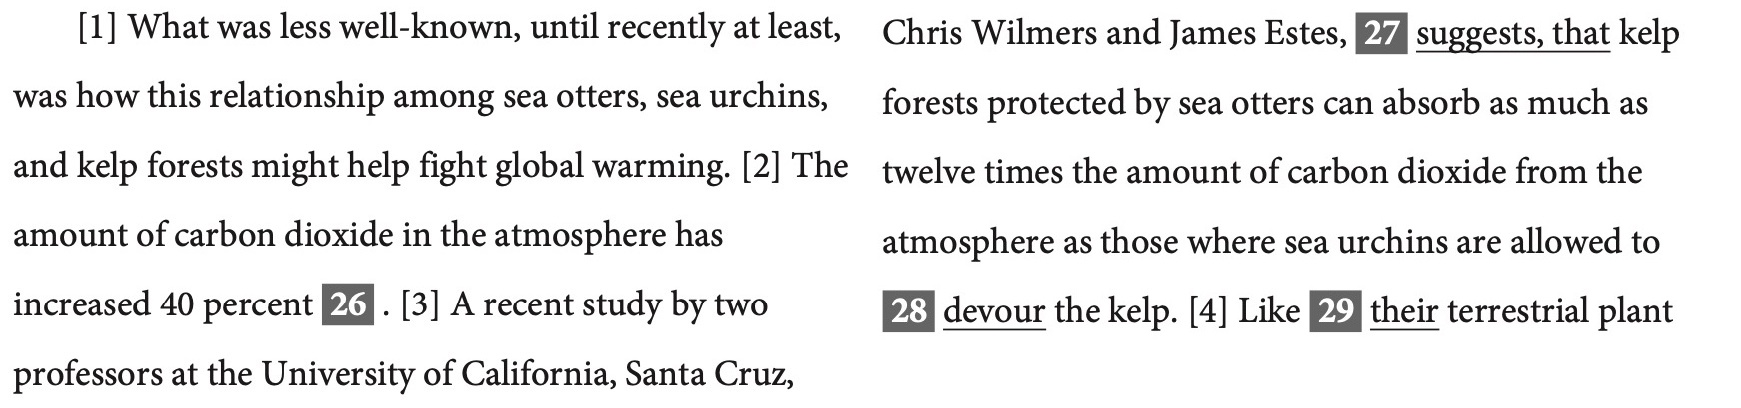 [1] What was less well-known, until recently at least,
was how this relationship among sea otters, sea urchins,
and kelp forests might help fight global warming. [2] The
amount of carbon dioxide in the atmosphere has
increased 40 percent 26 . [3] A recent study by two
professors at the University of California, Santa Cruz,
Chris Wilmers and James Estes, 27 suggests, that kelp
forests protected by sea otters can absorb as much as
twelve times the amount of carbon dioxide from the
atmosphere as those where sea urchins are allowed to
28 devour the kelp. [4] Like 29 their terrestrial plant